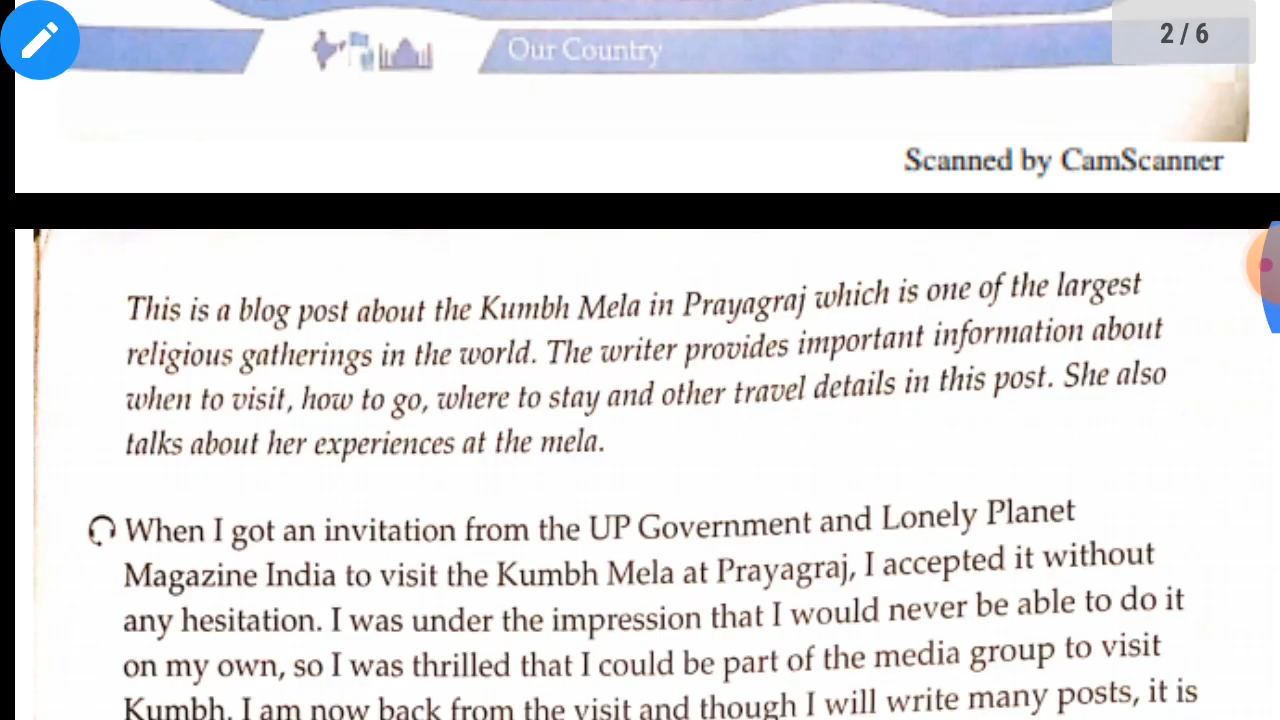 Our Country
2 / 6
Scanned by CamScanner
This is a blog post about the Kumbh Mela in Prayagraj which is one of the largest
religious gatherings in the world. The writer provides important information about
when to visit, how to go, where to stay and other travel details in this post. She also
talks about her experiences at the mela.
When I got an invitation from the UP Government and Lonely Planet
Magazine India to visit the Kumbh Mela at Prayagraj, I accepted it without
any hesitation. I was under the impression that I would never be able to do it
on my own, so I was thrilled that I could be part of the media group to visit
Kumbh. I am now back from the visit and though I will write many posts, it is